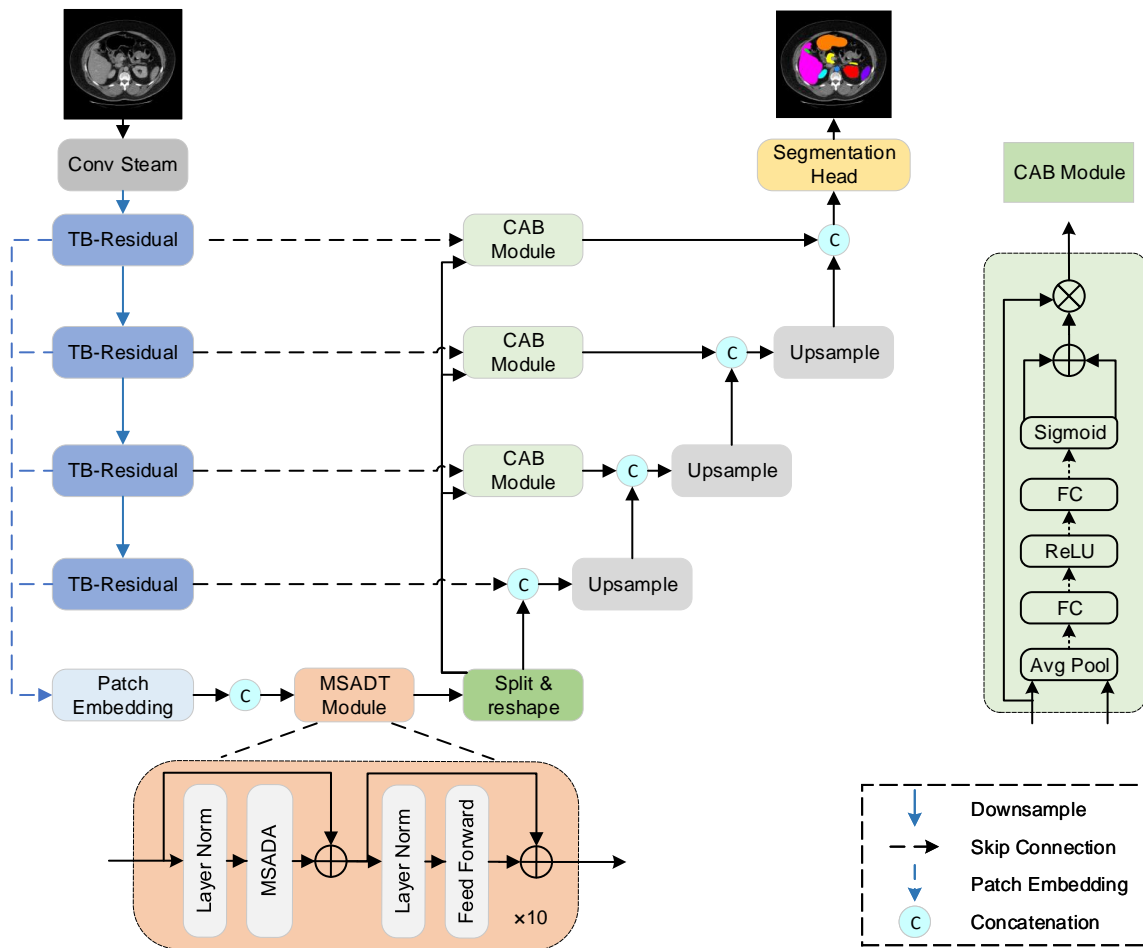 Conv Steam
Segmentation
Head
CAB Module
TB-Residual
CAB
Module
C
TB-Residual
CAB
Module
C
Upsample
TB-Residual
CAB
Module
C
Upsample
TB-Residual
C
Upsample
Patch
Embedding
C
MSADT
Module
Split &
reshape
Layer Norm
MSADA
Layer Norm
Feed Forward
×10
Sigmoid
FC
ReLU
FC
Avg Pool
Downsample
Skip Connection
Patch Embedding
C
Concatenation